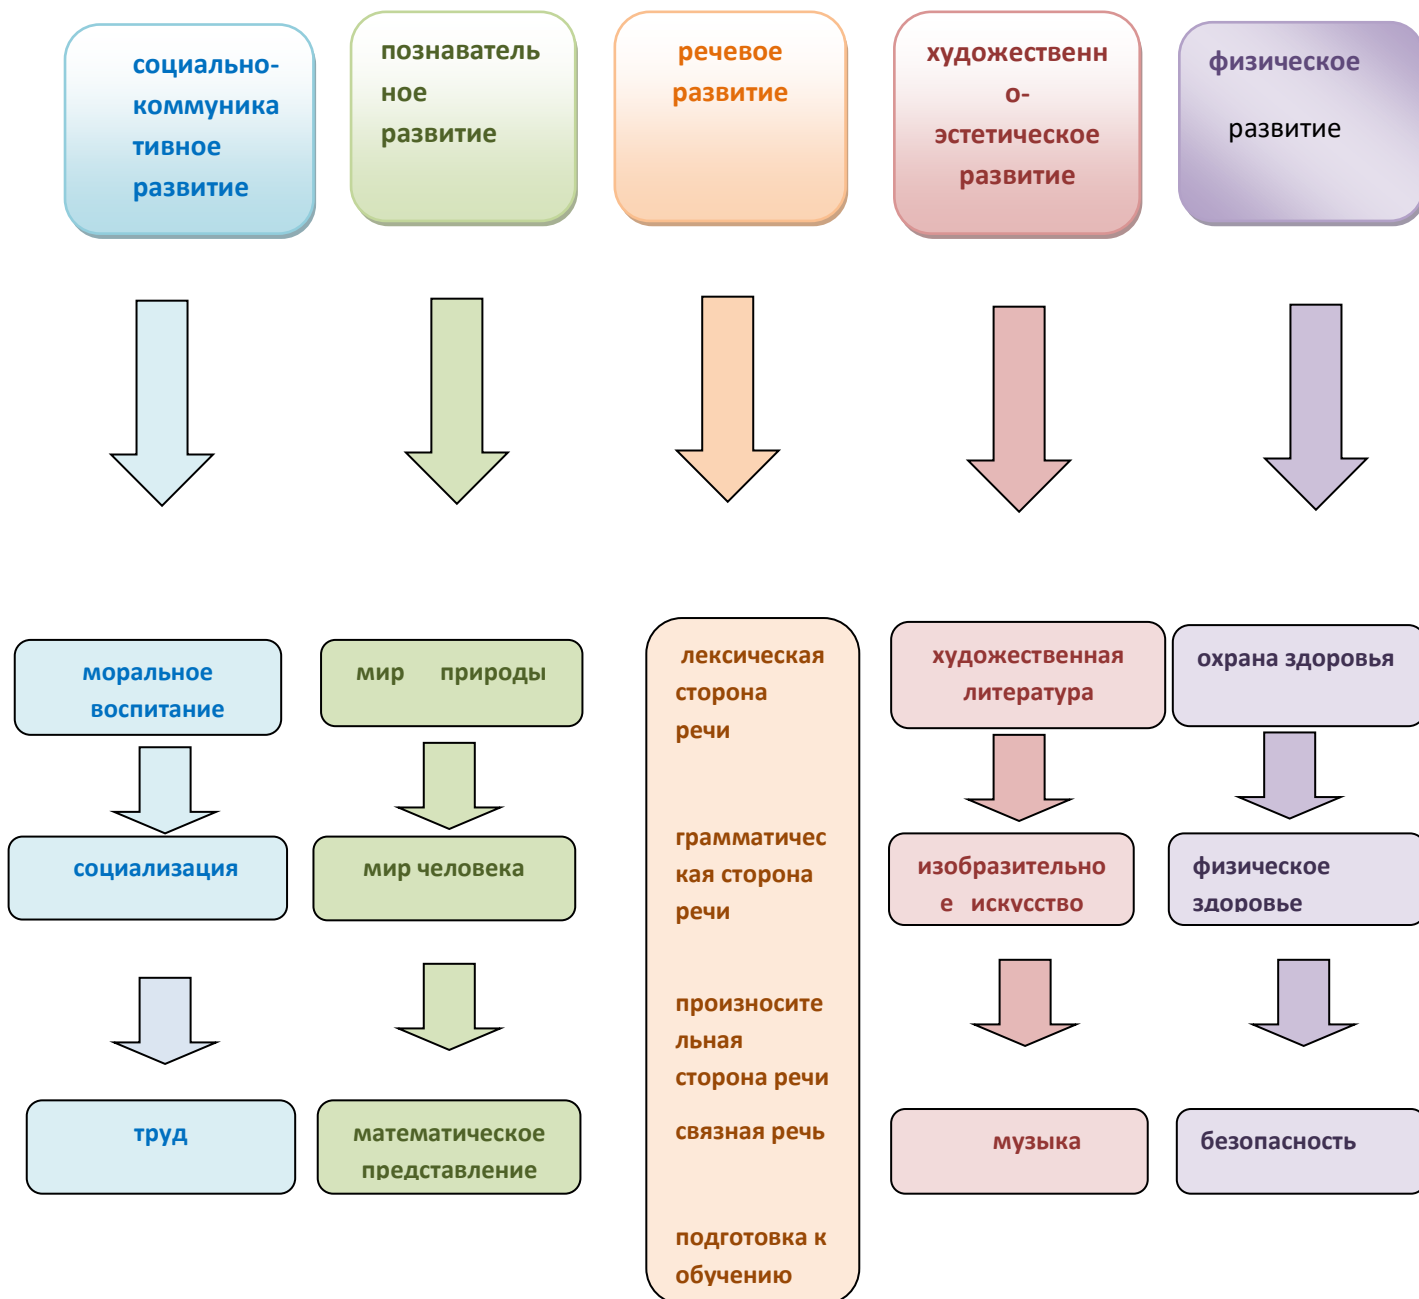 социально-
коммуника
тивное
развитие
познаватель
ное
развитие
речевое
развитие
художественн
о-
эстетическое
развитие
физическое
развитие
моральное
воспитание
мир природы
лексическая
сторона
речи
художественная
литература
охрана здоровья
социализация
мир человека
грамматичес
кая сторона
речи
изобразительно
е искусство
физическое
здоровье
произносите
льная
сторона речи
труд
математическое
представление
связная речь
музыка
безопасность
подготовка к
обучению